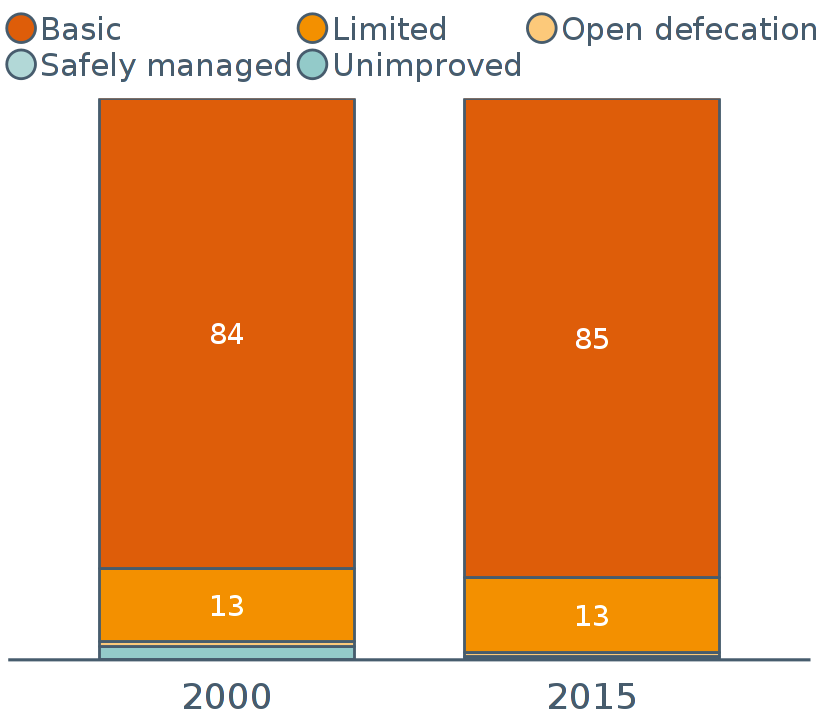 Basic
Limited
Open defecation
Safely managed
Unimproved
84
85
13
13
2000
2015